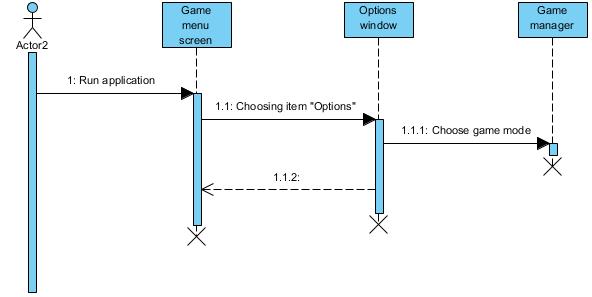 Game
menu
screen
Options
window
Game
manager
Actor2
1: Run application
1.1: Choosing item "Options"
1.1.1: Choose game mode
1.1.2: